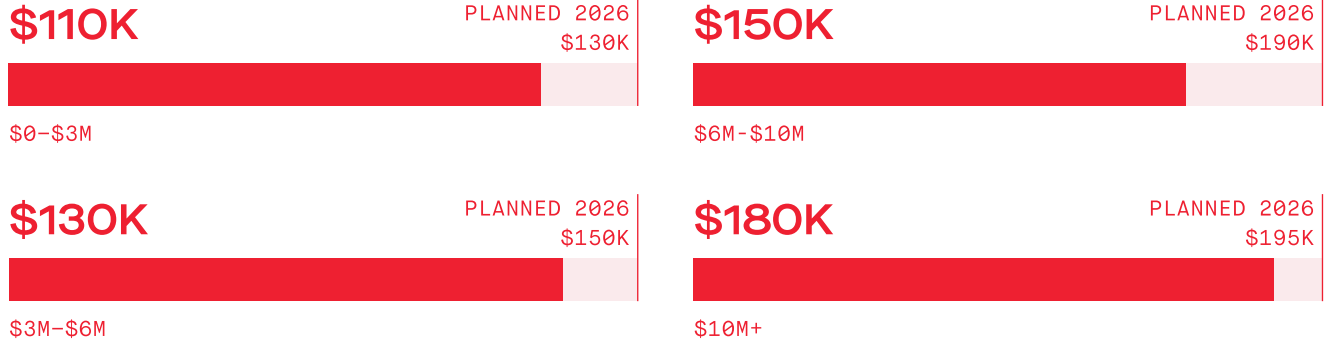 $110K
PLANNED 2026
$130K
$0–$3M
$150K
PLANNED 2026
$190K
$6M-$10M
$130K
PLANNED 2026
$150K
$3M–$6M
$180K
PLANNED 2026
$195K
$10M+